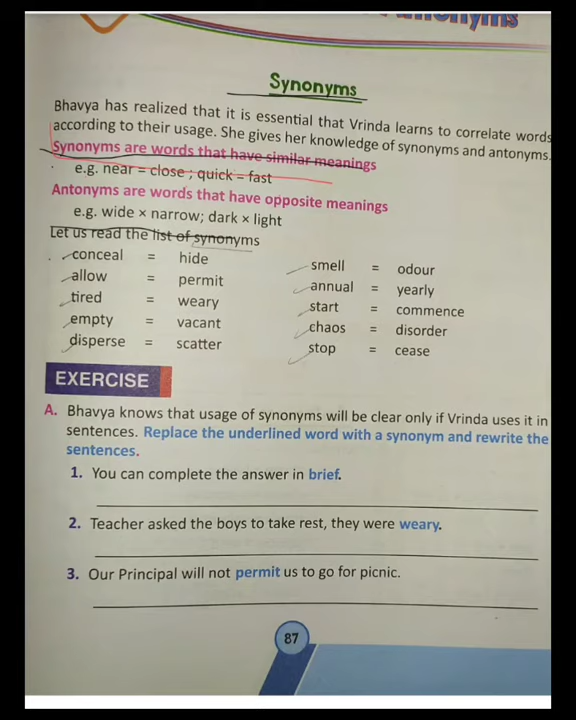 Antonyms
Synonyms
Bhavya has realized that it is essential that Vrinda learns to correlate words
according to their usage. She gives her knowledge of synonyms and antonyms.
Synonyms are words that have similar meanings
e.g. near = close ; quick = fast
Antonyms are words that have opposite meanings
e.g. wide × narrow; dark × light
Let us read the list of synonyms
conceal = hide
allow = permit
tired = weary
empty = vacant
disperse = scatter
smell = odour
annual = yearly
start = commence
chaos = disorder
stop = cease
EXERCISE
A. Bhavya knows that usage of synonyms will be clear only if Vrinda uses it in
sentences. Replace the underlined word with a synonym and rewrite the
sentences.
1. You can complete the answer in brief.
2. Teacher asked the boys to take rest, they were weary.
3. Our Principal will not permit us to go for picnic.
87